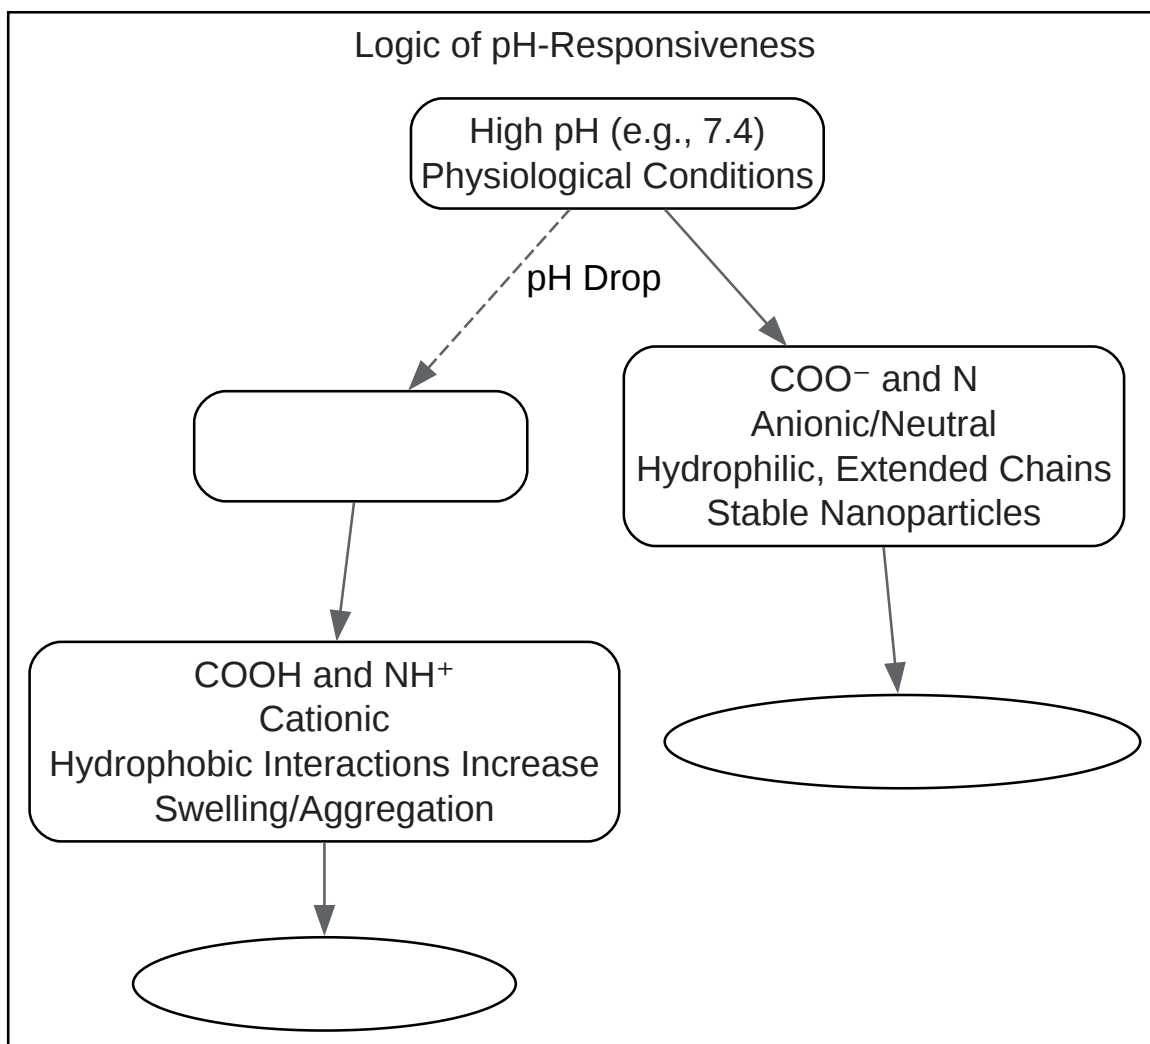 Logic of pH-Responsiveness
High pH (e.g., 7.4)
Physiological Conditions
pH Drop
COO⁻ and N
Anionic/Neutral
Hydrophilic, Extended Chains
Stable Nanoparticles
COOH and NH⁺
Cationic
Hydrophobic Interactions Increase
Swelling/Aggregation